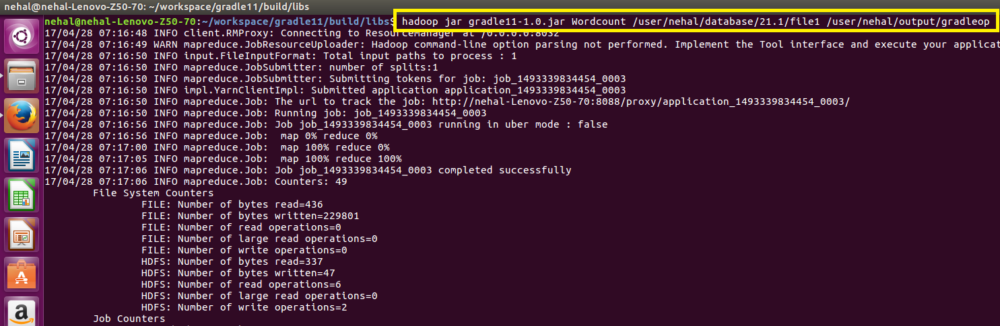 nehal@nehal-Lenovo-Z50-70: ~/workspace/gradle11/build/libs
nehal@nehal-Lenovo-Z50-70:~/workspace/gradle11/build/libs$ hadoop jar gradle11-1.0.jar Wordcount /user/nehal/database/21.1/file1 /user/nehal/output/gradleop
17/04/28 07:16:48 INFO client.RMProxy: Connecting to ResourceManager at /0.0.0.0:8032
17/04/28 07:16:49 WARN mapreduce.JobResourceUploader: Hadoop command-line option parsing not performed. Implement the Tool interface and execute your applicat
17/04/28 07:16:50 INFO input.FileInputFormat: Total input paths to process : 1
17/04/28 07:16:50 INFO mapreduce.JobSubmitter: number of splits:1
17/04/28 07:16:50 INFO mapreduce.JobSubmitter: Submitting tokens for job: job_1493339834454_0003
17/04/28 07:16:50 INFO impl.YarnClientImpl: Submitted application application_1493339834454_0003
17/04/28 07:16:50 INFO mapreduce.Job: The url to track the job: http://nehal-Lenovo-Z50-70:8088/proxy/application_1493339834454_0003/
17/04/28 07:16:50 INFO mapreduce.Job: Running job: job_1493339834454_0003
17/04/28 07:16:56 INFO mapreduce.Job: Job job_1493339834454_0003 running in uber mode : false
17/04/28 07:16:56 INFO mapreduce.Job:  map 0% reduce 0%
17/04/28 07:17:00 INFO mapreduce.Job:  map 100% reduce 0%
17/04/28 07:17:05 INFO mapreduce.Job:  map 100% reduce 100%
17/04/28 07:17:06 INFO mapreduce.Job: Job job_1493339834454_0003 completed successfully
17/04/28 07:17:06 INFO mapreduce.Job: Counters: 49
File System Counters
FILE: Number of bytes read=436
FILE: Number of bytes written=229801
FILE: Number of read operations=0
FILE: Number of large read operations=0
FILE: Number of write operations=0
HDFS: Number of bytes read=337
HDFS: Number of bytes written=47
HDFS: Number of read operations=6
HDFS: Number of large read operations=0
HDFS: Number of write operations=2
Job Counters